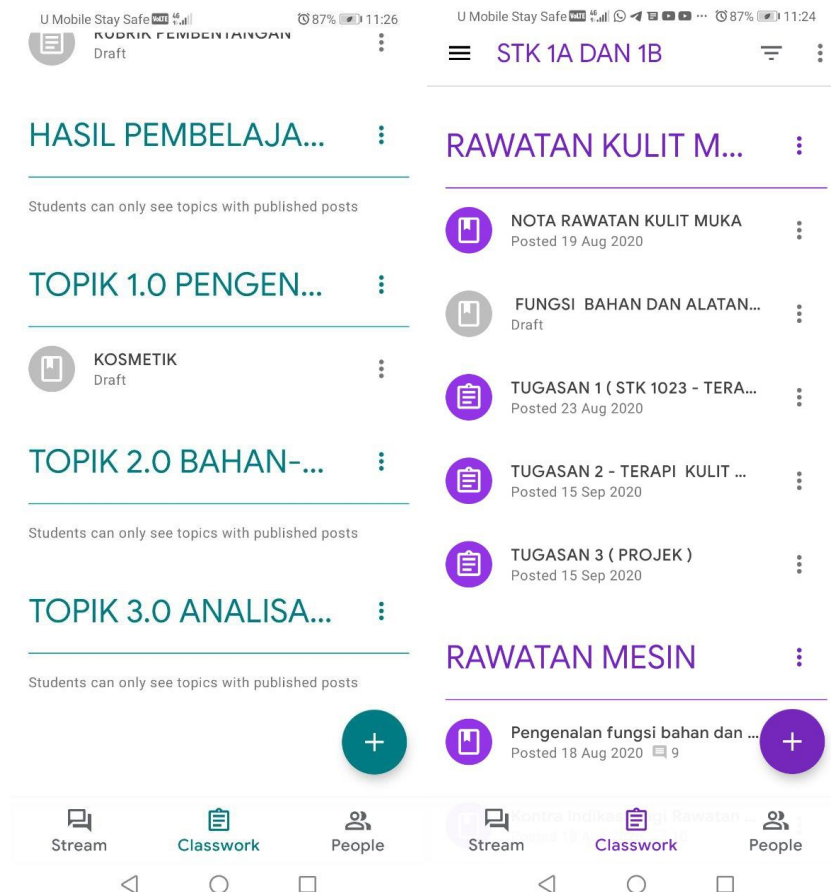 U Mobile Stay Safe VoLTE 4G 87% 11:26
RUBRIK PEMBENTANGAN
Draft
HASIL PEMBELAJA...
Students can only see topics with published posts
TOPIK 1.0 PENGEN...
KOSMETIK
Draft
TOPIK 2.0 BAHAN-...
Students can only see topics with published posts
TOPIK 3.0 ANALISA...
Students can only see topics with published posts
+
Stream Classwork People
U Mobile Stay Safe VoLTE 4G 87% 11:24
STK 1A DAN 1B
RAWATAN KULIT M...
NOTA RAWATAN KULIT MUKA
Posted 19 Aug 2020
FUNGSI BAHAN DAN ALATAN...
Draft
TUGASAN 1 ( STK 1023 - TERA...
Posted 23 Aug 2020
TUGASAN 2 - TERAPI KULIT ...
Posted 15 Sep 2020
TUGASAN 3 ( PROJEK )
Posted 15 Sep 2020
RAWATAN MESIN
Pengenalan fungsi bahan dan ...
Posted 18 Aug 2020 9
+
Stream Classwork People